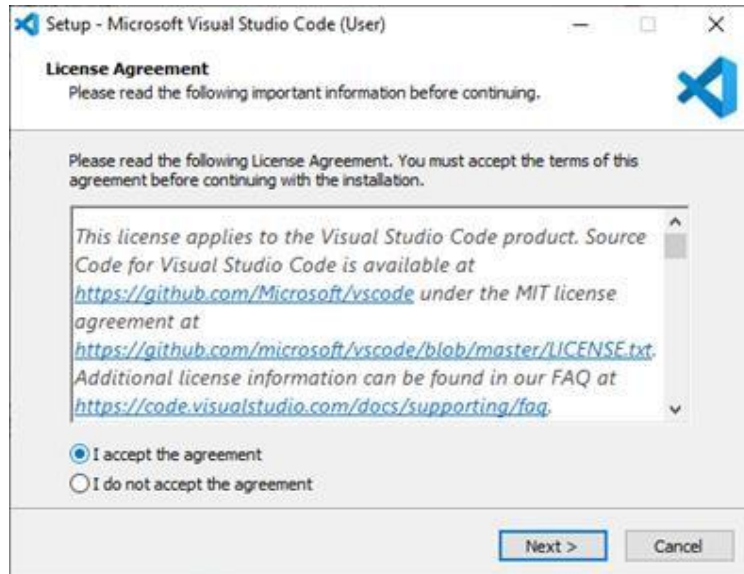 Setup - Microsoft Visual Studio Code (User)
License Agreement
Please read the following important information before continuing.
Please read the following License Agreement. You must accept the terms of this
agreement before continuing with the installation.
This license applies to the Visual Studio Code product. Source
Code for Visual Studio Code is available at
https://github.com/Microsoft/vscode under the MIT license
agreement at
https://github.com/microsoft/vscode/blob/master/LICENSE.txt.
Additional license information can be found in our FAQ at
https://code.visualstudio.com/docs/supporting/faq.
I accept the agreement
I do not accept the agreement
Next > Cancel